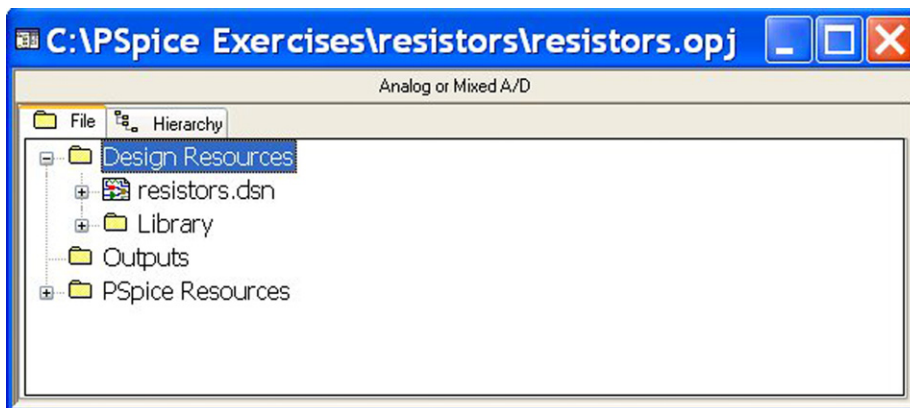 C:\PSpice Exercises\resistors\resistors.opj
Analog or Mixed A/D
File Hierarchy
Design Resources
resistors.dsn
Library
Outputs
PSpice Resources